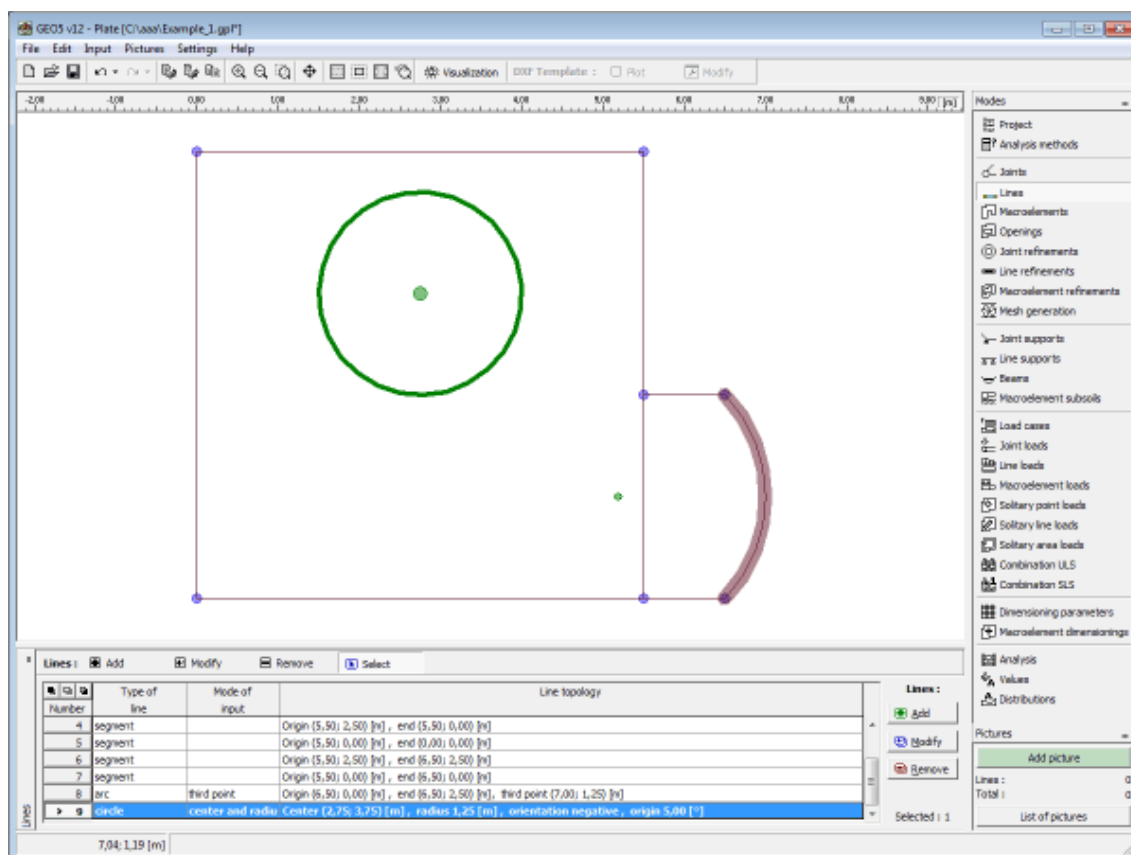 GEO5 v12 - Plate [C:\aaa\Example_1.gpl*]
File Edit Input Pictures Settings Help
Visualization DXF Template : Plot Modify
-2,00 -1,00 0,00 1,00 2,00 3,00 4,00 5,00 6,00 7,00 8,00 9,00 [m]
Modes
Project
Analysis methods
Joints
Lines
Macroelements
Openings
Joint refinements
Line refinements
Macroelement refinements
Mesh generation
Joint supports
Line supports
Beams
Macroelement subsoils
Load cases
Joint loads
Line loads
Macroelement loads
Solitary point loads
Solitary line loads
Solitary area loads
Combination ULS
Combination SLS
Dimensioning parameters
Macroelement dimensionings
Analysis
Values
Distributions
Pictures
Add picture
Lines : 0
Total : 0
List of pictures
Lines
Lines : Add Modify Remove Select
Number Type of line Mode of input Line topology
4 segment Origin (5,50; 2,50) [m] , end (5,50; 0,00) [m]
5 segment Origin (5,50; 0,00) [m] , end (0,00; 0,00) [m]
6 segment Origin (5,50; 2,50) [m] , end (6,50; 2,50) [m]
7 segment Origin (5,50; 0,00) [m] , end (6,50; 0,00) [m]
8 arc third point Origin (6,50; 0,00) [m] , end (6,50; 2,50) [m], third point (7,00; 1,25) [m]
9 circle center and radiu Center (2,75; 3,75) [m] , radius 1,25 [m] , orientation negative , origin 5,00 [°]
Lines :
Add
Modify
Remove
Selected : 1
7,04; 1,19 [m]